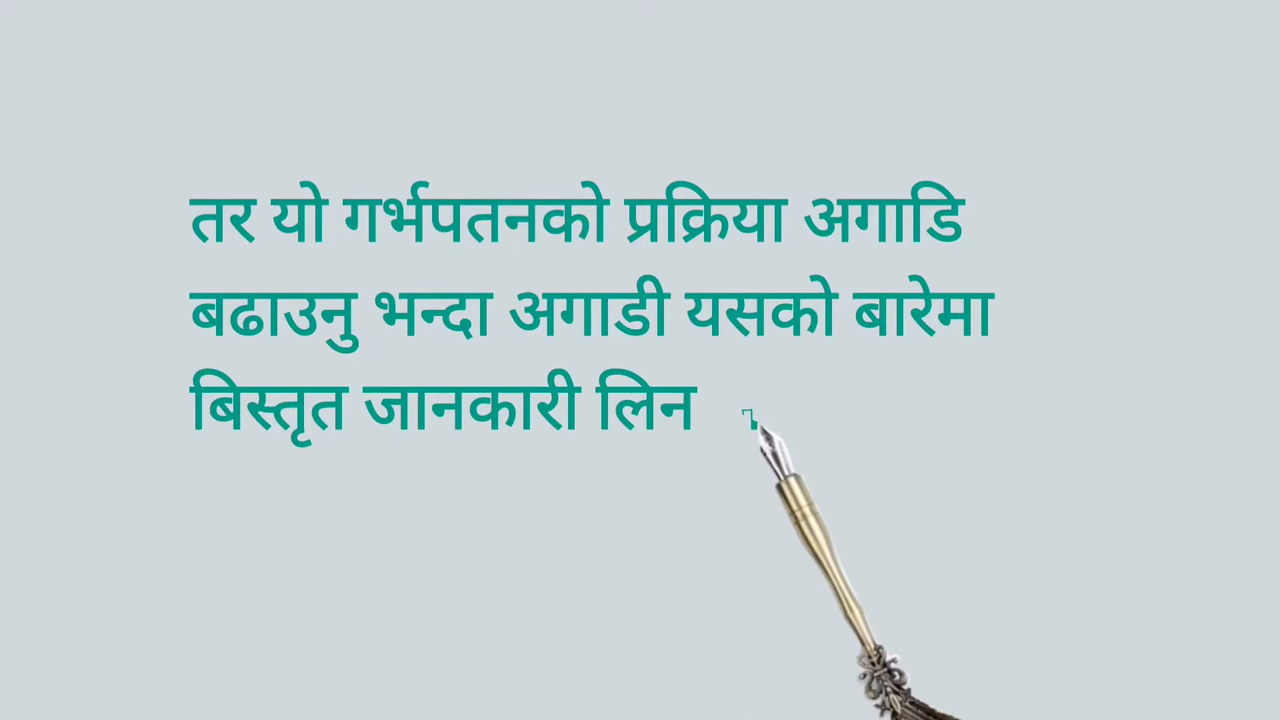 तर यो गर्भपतनको प्रक्रिया अगाडि
बढाउनु भन्दा अगाडी यसको बारेमा
बिस्तृत जानकारी लिन